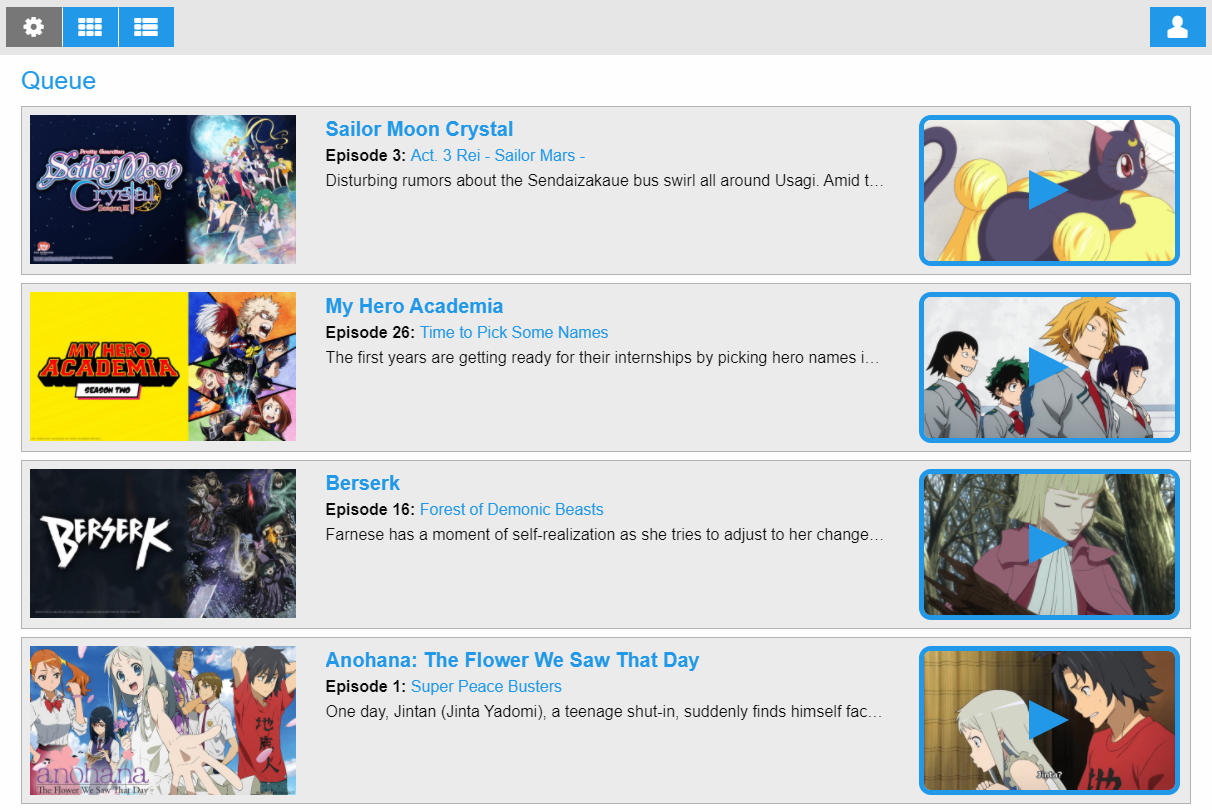 Queue
Pretty Guardian
Sailor Moon
Crystal
Season III
Sailor Moon Crystal
Episode 3: Act. 3 Rei - Sailor Mars -
Disturbing rumors about the Sendaizakaue bus swirl all around Usagi. Amid t…
MY HERO
ACADEMIA
SEASON TWO
My Hero Academia
Episode 26: Time to Pick Some Names
The first years are getting ready for their internships by picking hero names i…
BERSERK
Berserk
Episode 16: Forest of Demonic Beasts
Farnese has a moment of self-realization as she tries to adjust to her change…
地底人
anohana
The Flower We Saw That Day
Anohana: The Flower We Saw That Day
Episode 1: Super Peace Busters
One day, Jintan (Jinta Yadomi), a teenage shut-in, suddenly finds himself fac…
Jinta?
地